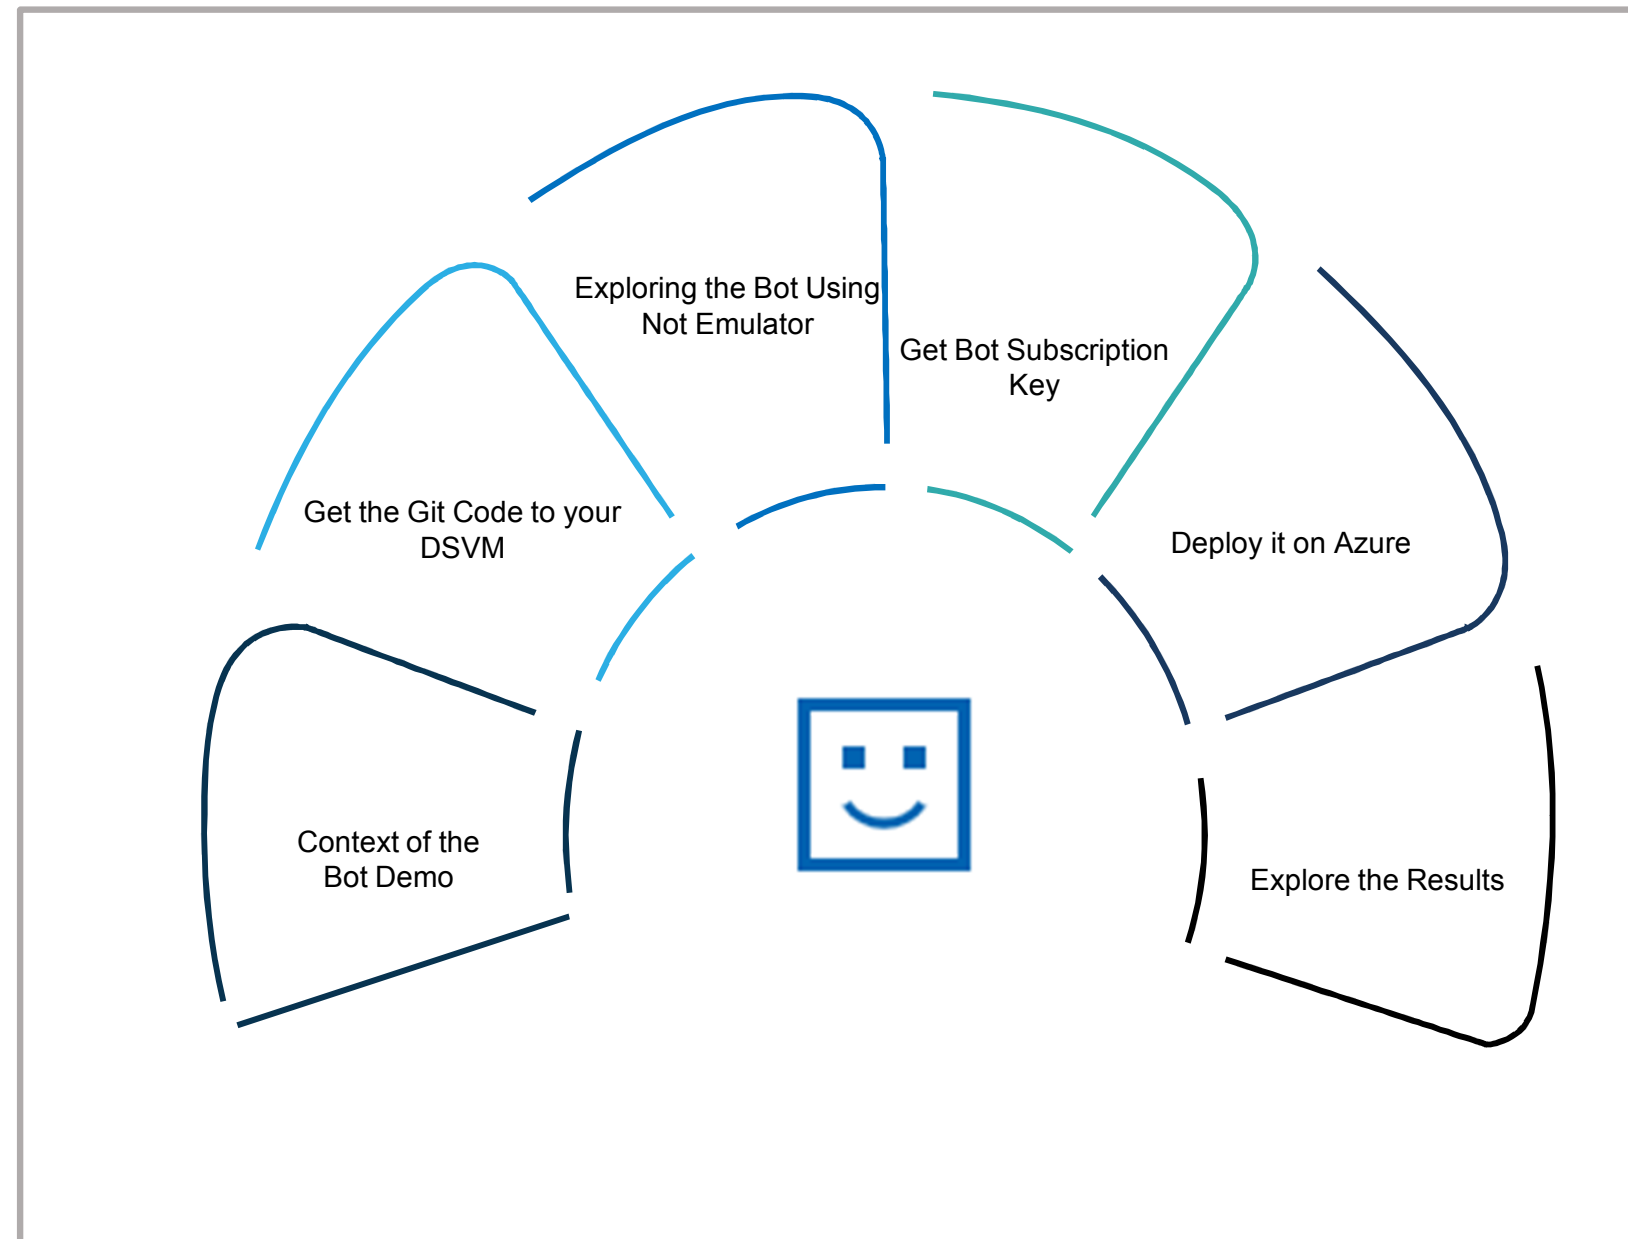 Context of the
Bot Demo
Get the Git Code to your
DSVM
Exploring the Bot Using
Not Emulator
Get Bot Subscription
Key
Deploy it on Azure
Explore the Results